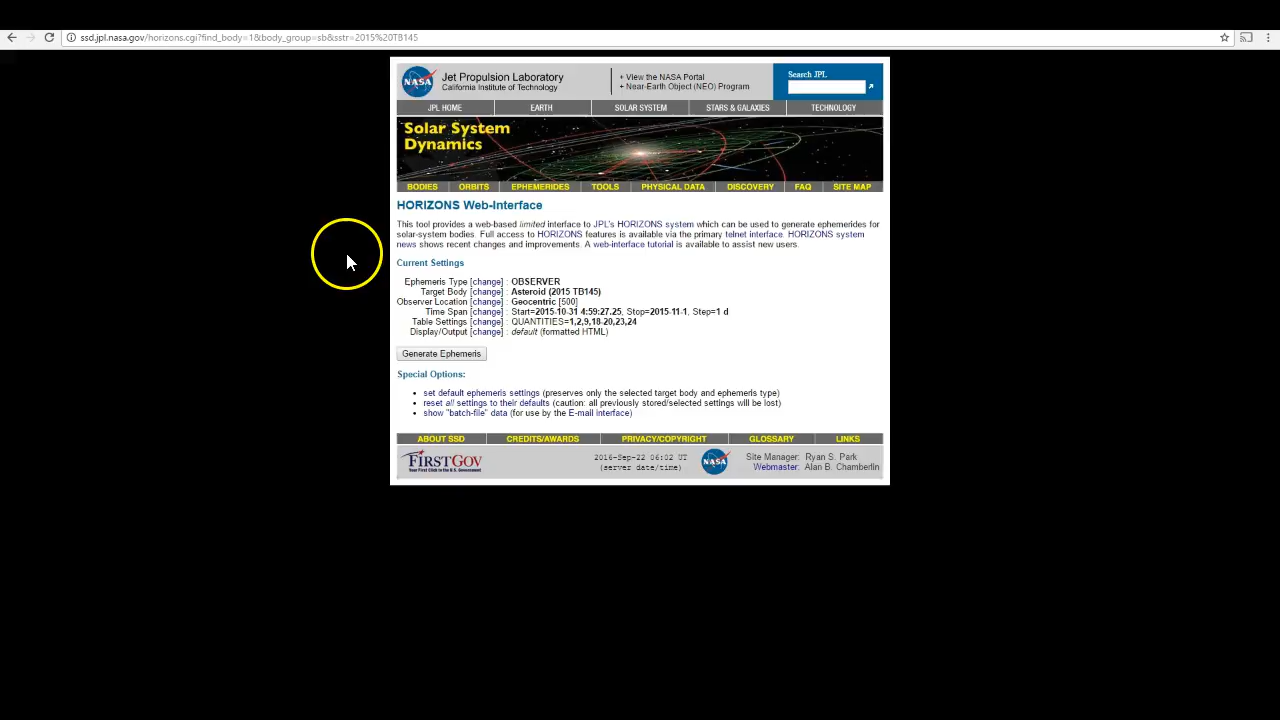 ssd.jpl.nasa.gov/horizons.cgi?find_body=1&body_group=sb&sstr=2015%20TB145
NASA
Jet Propulsion Laboratory
California Institute of Technology
+ View the NASA Portal
+ Near-Earth Object (NEO) Program
Search JPL
JPL HOME EARTH SOLAR SYSTEM STARS & GALAXIES TECHNOLOGY
Solar System
Dynamics
BODIES ORBITS EPHEMERIDES TOOLS PHYSICAL DATA DISCOVERY FAQ SITE MAP
HORIZONS Web-Interface
This tool provides a web-based limited interface to JPL's HORIZONS system which can be used to generate ephemerides for
solar-system bodies. Full access to HORIZONS features is available via the primary telnet interface. HORIZONS system
news shows recent changes and improvements. A web-interface tutorial is available to assist new users.
Current Settings
Ephemeris Type [change] : OBSERVER
Target Body [change] : Asteroid (2015 TB145)
Observer Location [change] : Geocentric [500]
Time Span [change] : Start=2015-10-31 4:59:27.25, Stop=2015-11-1, Step=1 d
Table Settings [change] : QUANTITIES=1,2,9,18-20,23,24
Display/Output [change] : default (formatted HTML)
Generate Ephemeris
Special Options:
• set default ephemeris settings (preserves only the selected target body and ephemeris type)
• reset all settings to their defaults (caution: all previously stored/selected settings will be lost)
• show "batch-file" data (for use by the E-mail interface)
ABOUT SSD CREDITS/AWARDS PRIVACY/COPYRIGHT GLOSSARY LINKS
FIRSTGOV
Your First Click to the U.S. Government
2016-Sep-22 06:02 UT
(server date/time)
NASA
Site Manager: Ryan S. Park
Webmaster: Alan B. Chamberlin